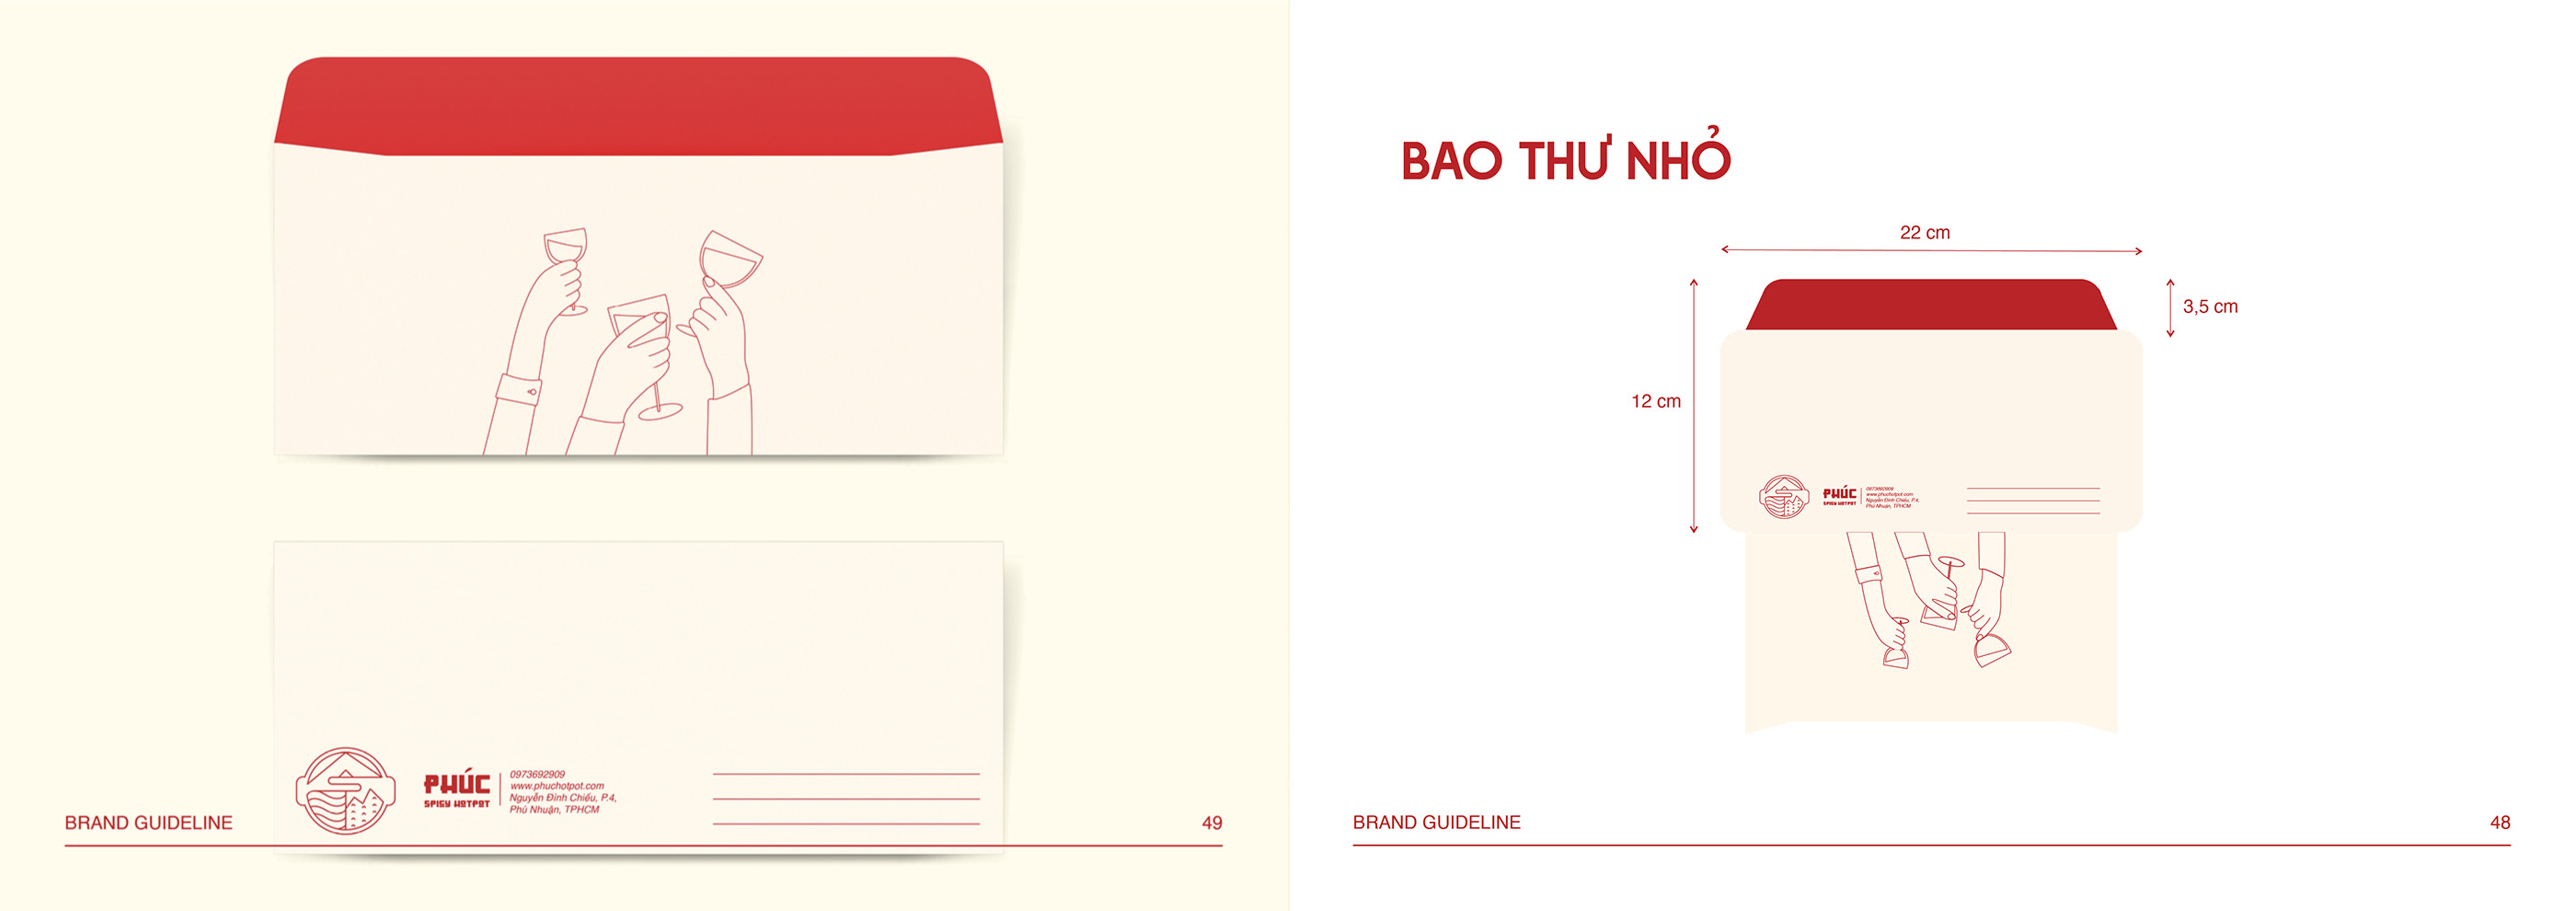 PHÚC
SPICY HOTPOT
0973692909
www.phuchotpot.com
Nguyễn Đình Chiểu, P.4,
Phú Nhuận, TPHCM
BRAND GUIDELINE
49
BAO THƯ NHỎ
22 cm
3,5 cm
12 cm
PHÚC
SPICY HOTPOT
0973692909
www.phuchotpot.com
Nguyễn Đình Chiểu, P.4,
Phú Nhuận, TPHCM
BRAND GUIDELINE
48